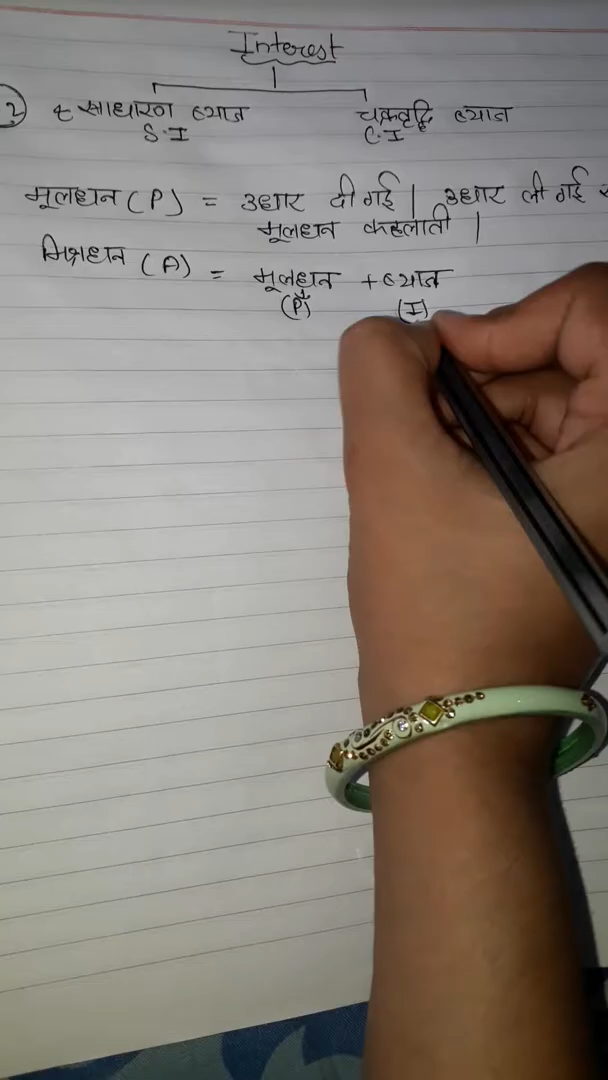 Interest
2) साधारण ब्याज चक्रवृद्धि ब्याज
S.I C.I
मूलधन (P) = उधार दी गई | उधार ली गई
मूलधन कहलाती |
मिश्रधन (A) = मूलधन + ब्याज
(P) (I)